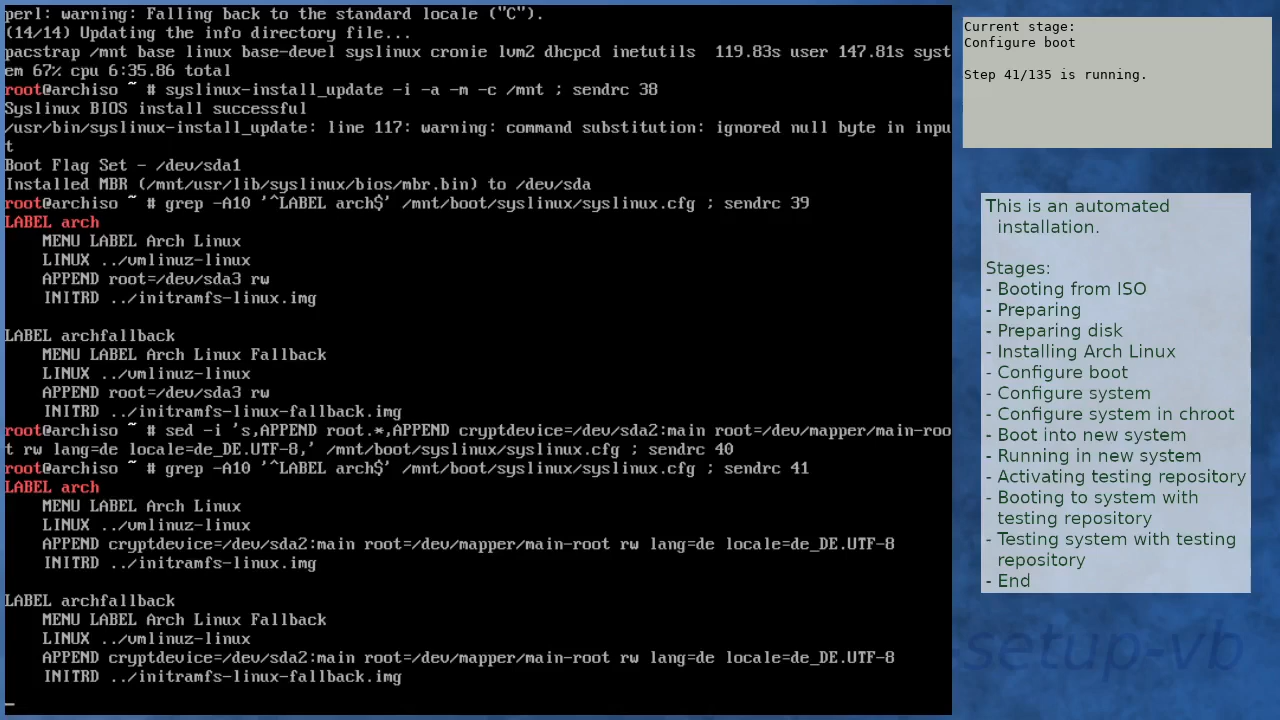 perl: warning: Falling back to the standard locale ("C").
(14/14) Updating the info directory file...
pacstrap /mnt base linux base-devel syslinux cronie lvm2 dhcpcd inetutils  119.83s user 147.81s syst
em 67% cpu 6:35.86 total
root@archiso ~ # syslinux-install_update -i -a -m -c /mnt ; sendrc 38
Syslinux BIOS install successful
/usr/bin/syslinux-install_update: line 117: warning: command substitution: ignored null byte in inpu
t
Boot Flag Set - /dev/sda1
Installed MBR (/mnt/usr/lib/syslinux/bios/mbr.bin) to /dev/sda
root@archiso ~ # grep -A10 '^LABEL arch$' /mnt/boot/syslinux/syslinux.cfg ; sendrc 39
LABEL arch
    MENU LABEL Arch Linux
    LINUX ../vmlinuz-linux
    APPEND root=/dev/sda3 rw
    INITRD ../initramfs-linux.img

LABEL archfallback
    MENU LABEL Arch Linux Fallback
    LINUX ../vmlinuz-linux
    APPEND root=/dev/sda3 rw
    INITRD ../initramfs-linux-fallback.img
root@archiso ~ # sed -i 's,APPEND root.*,APPEND cryptdevice=/dev/sda2:main root=/dev/mapper/main-roo
t rw lang=de locale=de_DE.UTF-8,' /mnt/boot/syslinux/syslinux.cfg ; sendrc 40
root@archiso ~ # grep -A10 '^LABEL arch$' /mnt/boot/syslinux/syslinux.cfg ; sendrc 41
LABEL arch
    MENU LABEL Arch Linux
    LINUX ../vmlinuz-linux
    APPEND cryptdevice=/dev/sda2:main root=/dev/mapper/main-root rw lang=de locale=de_DE.UTF-8
    INITRD ../initramfs-linux.img

LABEL archfallback
    MENU LABEL Arch Linux Fallback
    LINUX ../vmlinuz-linux
    APPEND cryptdevice=/dev/sda2:main root=/dev/mapper/main-root rw lang=de locale=de_DE.UTF-8
    INITRD ../initramfs-linux-fallback.img
Current stage:
Configure boot

Step 41/135 is running.
This is an automated
installation.

Stages:
- Booting from ISO
- Preparing
- Preparing disk
- Installing Arch Linux
- Configure boot
- Configure system
- Configure system in chroot
- Boot into new system
- Running in new system
- Activating testing repository
- Booting to system with
testing repository
- Testing system with testing
repository
- End
setup-vb